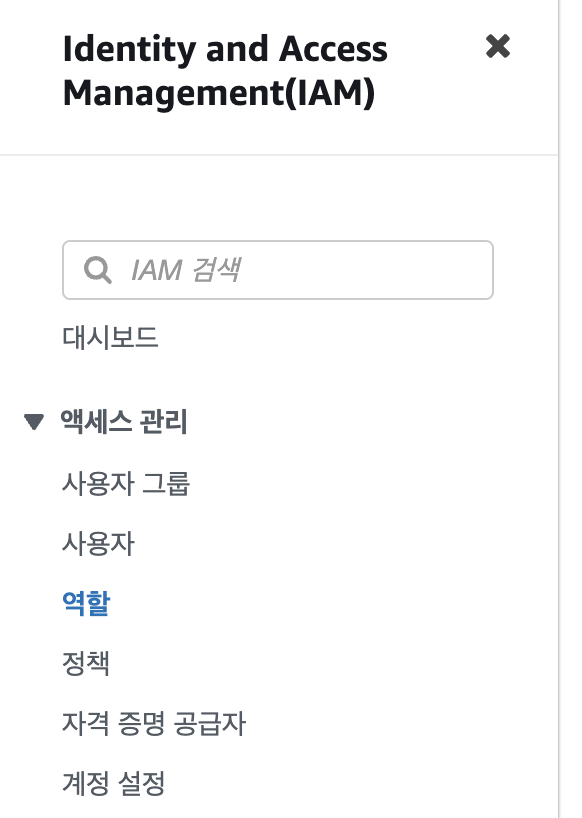 Identity and Access
Management(IAM)
IAM 검색
대시보드
액세스 관리
사용자 그룹
사용자
역할
정책
자격 증명 공급자
계정 설정